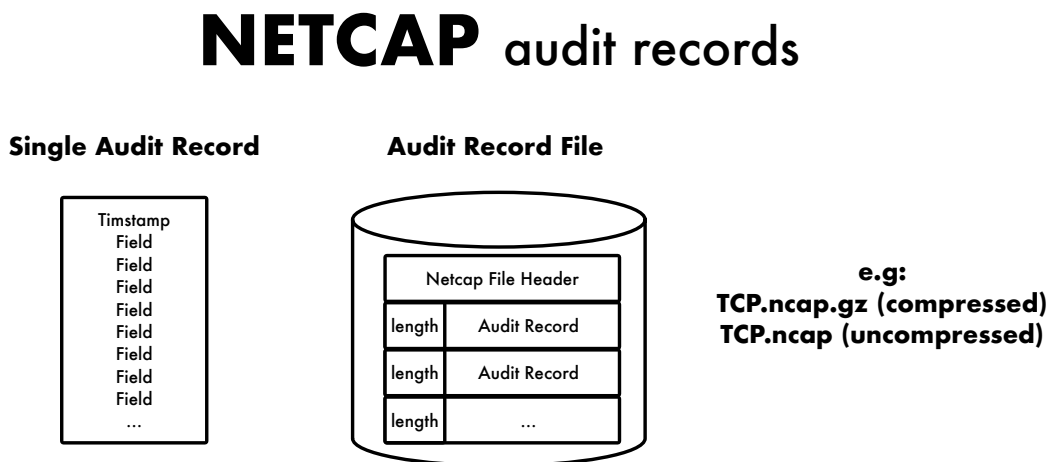 NETCAP audit records
Single Audit Record
Timstamp
Field
Field
Field
Field
Field
Field
Field
Field
...
Audit Record File
Netcap File Header
length Audit Record
length Audit Record
length ...
e.g:
TCP.ncap.gz (compressed)
TCP.ncap (uncompressed)